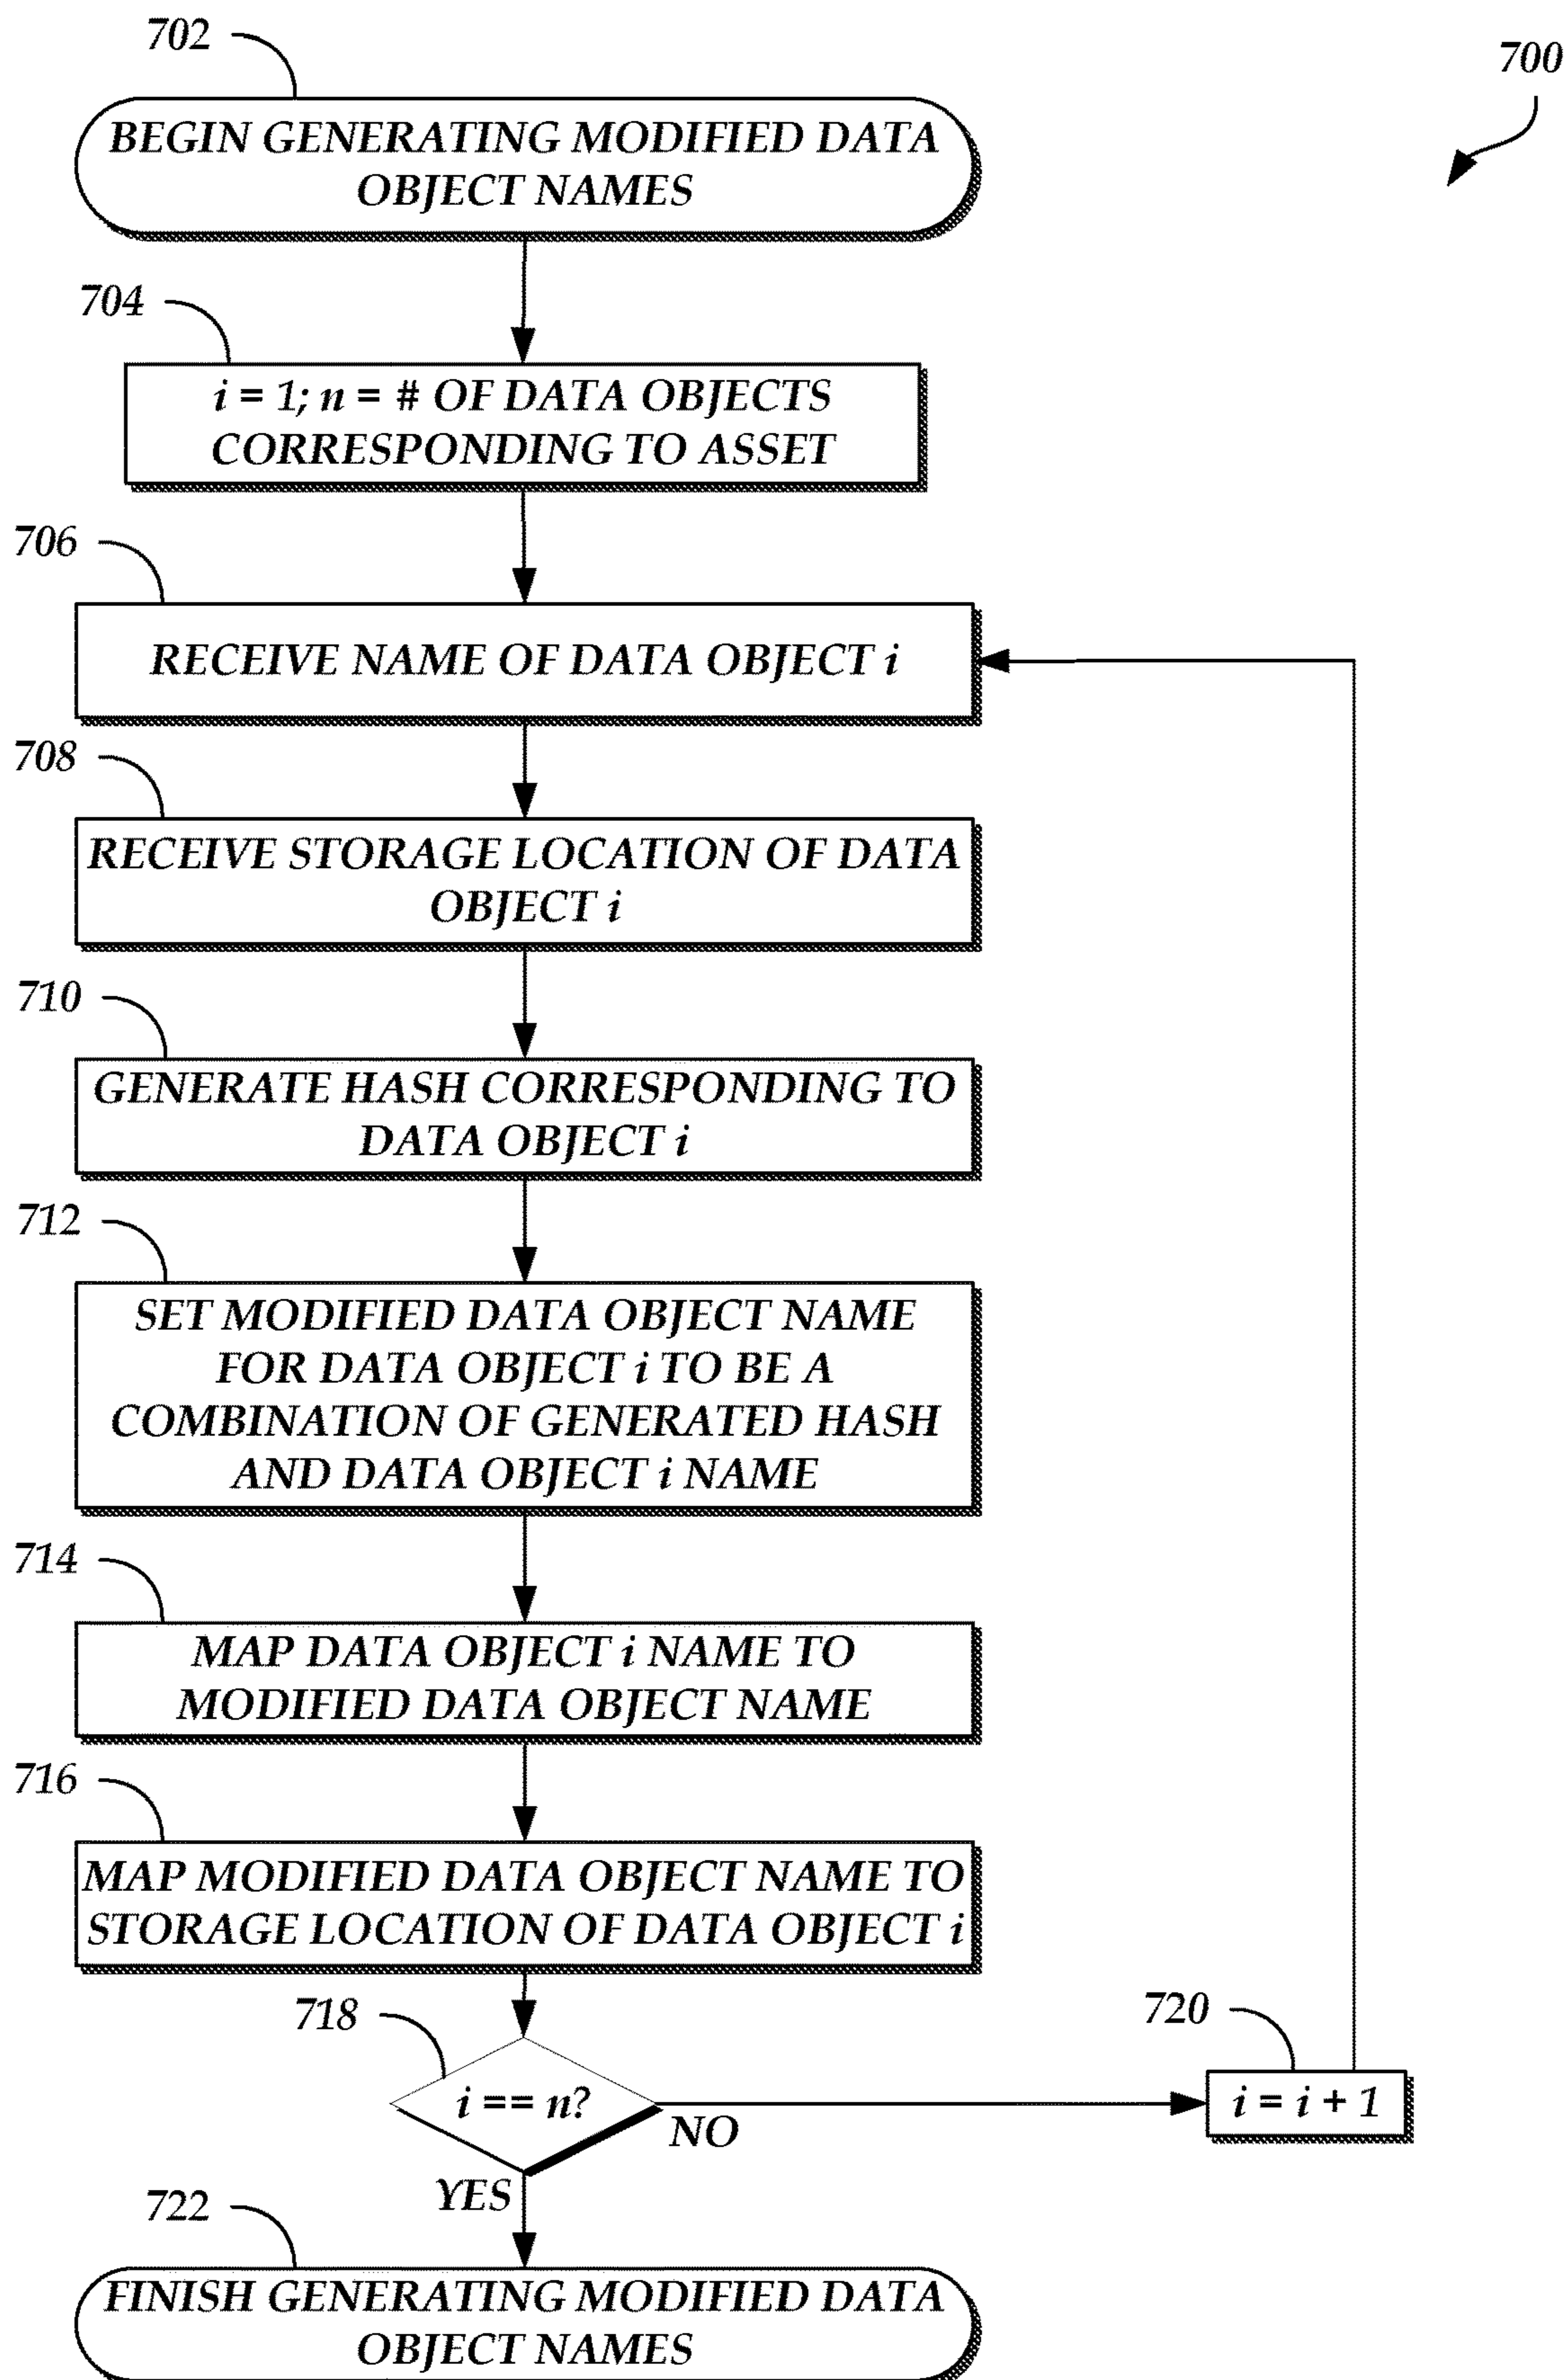 702
700
BEGIN GENERATING MODIFIED DATA
OBJECT NAMES
704
i = 1; n = # OF DATA OBJECTS
CORRESPONDING TO ASSET
706
RECEIVE NAME OF DATA OBJECT i
708
RECEIVE STORAGE LOCATION OF DATA
OBJECT i
710
GENERATE HASH CORRESPONDING TO
DATA OBJECT i
712
SET MODIFIED DATA OBJECT NAME
FOR DATA OBJECT i TO BE A
COMBINATION OF GENERATED HASH
AND DATA OBJECT i NAME
714
MAP DATA OBJECT i NAME TO
MODIFIED DATA OBJECT NAME
716
MAP MODIFIED DATA OBJECT NAME TO
STORAGE LOCATION OF DATA OBJECT i
718
i == n?
NO
YES
720
i = i + 1
722
FINISH GENERATING MODIFIED DATA
OBJECT NAMES